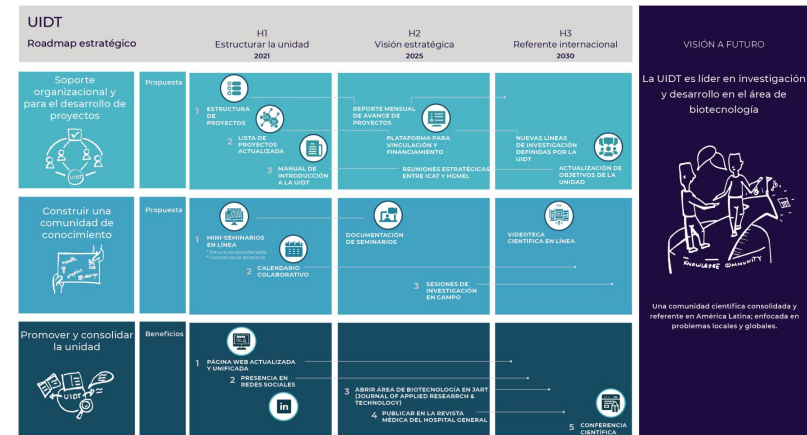 UIDT
Roadmap estratégico
H1
Estructurar la unidad
2021
H2
Visión estratégica
2025
H3
Referente internacional
2030
VISIÓN A FUTURO
La UIDT es líder en investigación
y desarrollo en el área de
biotecnología
KNOWLEDGE COMMUNITY
Una comunidad científica consolidada y
referente en América Latina; enfocada en
problemas locales y globales.
Soporte
organizacional y
para el desarrollo de
proyectos
UIDT
Propuesta
1 ESTRUCTURA
DE
PROYECTOS
2 LISTA DE
PROYECTOS
ACTUALIZADA
3 MANUAL DE
INTRODUCCIÓN
A LA UIDT
REPORTE MENSUAL
DE AVANCE DE
PROYECTOS
PLATAFORMA PARA
VINCULACIÓN Y
FINANCIAMIENTO
REUNIONES ESTRATÉGICAS
ENTRE ICAT Y HGMEL
NUEVAS LÍNEAS
DE INVESTIGACIÓN
DEFINIDAS POR LA
UIDT
ACTUALIZACIÓN DE
OBJETIVOS DE LA
UNIDAD
Construir una
comunidad de
conocimiento
Propuesta
1 MINI-SEMINARIOS
EN LÍNEA
* Estructura estandarizada
* Constancia de asistencia
2 CALENDARIO
COLABORATIVO
DOCUMENTACIÓN
DE SEMINARIOS
3 SESIONES DE
INVESTIGACIÓN
EN CAMPO
VIDEOTECA
CIENTÍFICA EN LÍNEA
Promover y consolidar
la unidad
UIDT
Beneficios
1 PÁGINA WEB ACTUALIZADA
Y UNIFICADA
2 PRESENCIA EN
REDES SOCIALES
in
3 ABRIR ÁREA DE BIOTECNOLOGÍA EN JART
(JOURNAL OF APPLIED RESEARRCH &
TECHNOLOGY)
4 PUBLICAR EN LA REVISTA
MÉDICA DEL HOSPITAL GENERAL
5 CONFERENCIA
CIENTÍFICA